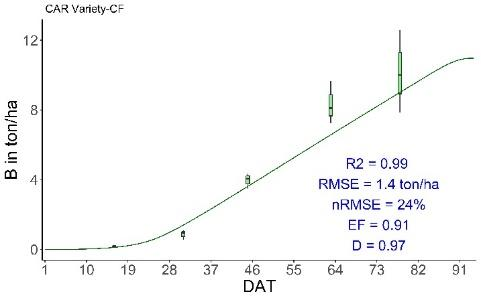 CAR Variety-CF
B in ton/ha
12
8
4
0
R2 = 0.99
RMSE = 1.4 ton/ha
nRMSE = 24%
EF = 0.91
D = 0.97
1 10 19 28 37 46 55 64 73 82 91
DAT